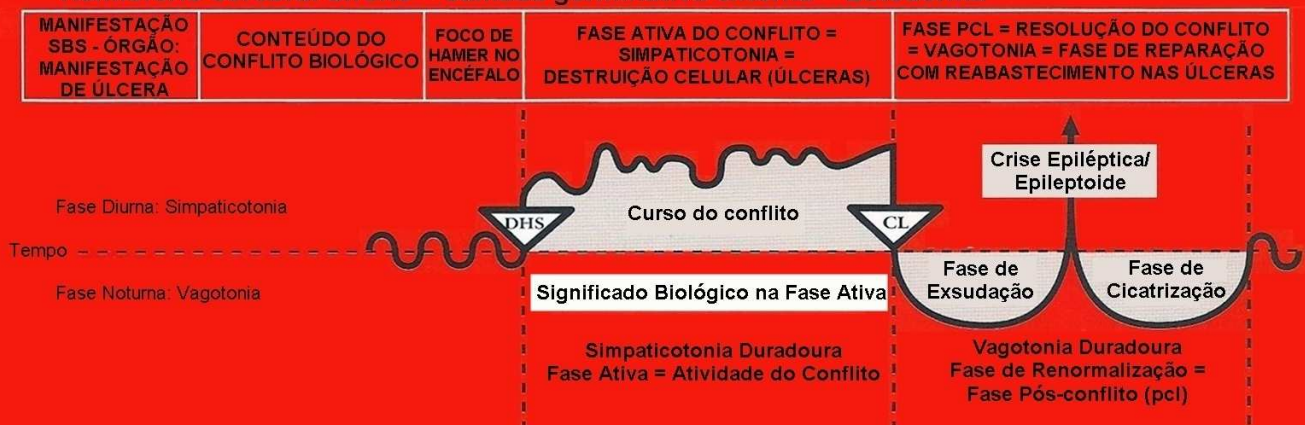 MANIFESTAÇÃO
SBS - ÓRGÃO:
MANIFESTAÇÃO
DE ÚLCERA
CONTEÚDO DO
CONFLITO BIOLÓGICO
FOCO DE
HAMER NO
ENCÉFALO
FASE ATIVA DO CONFLITO =
SIMPATICOTONIA =
DESTRUIÇÃO CELULAR (ÚLCERAS)
FASE PCL = RESOLUÇÃO DO CONFLITO
= VAGOTONIA = FASE DE REPARAÇÃO
COM REABASTECIMENTO NAS ÚLCERAS
Crise Epiléptica/
Epileptoide
Fase Diurna: Simpaticotonia
DHS
Curso do conflito
CL
Tempo
Fase Noturna: Vagotonia
Significado Biológico na Fase Ativa
Fase de
Exsudação
Fase de
Cicatrização
Simpaticotonia Duradoura
Fase Ativa = Atividade do Conflito
Vagotonia Duradoura
Fase de Renormalização =
Fase Pós-conflito (pcl)